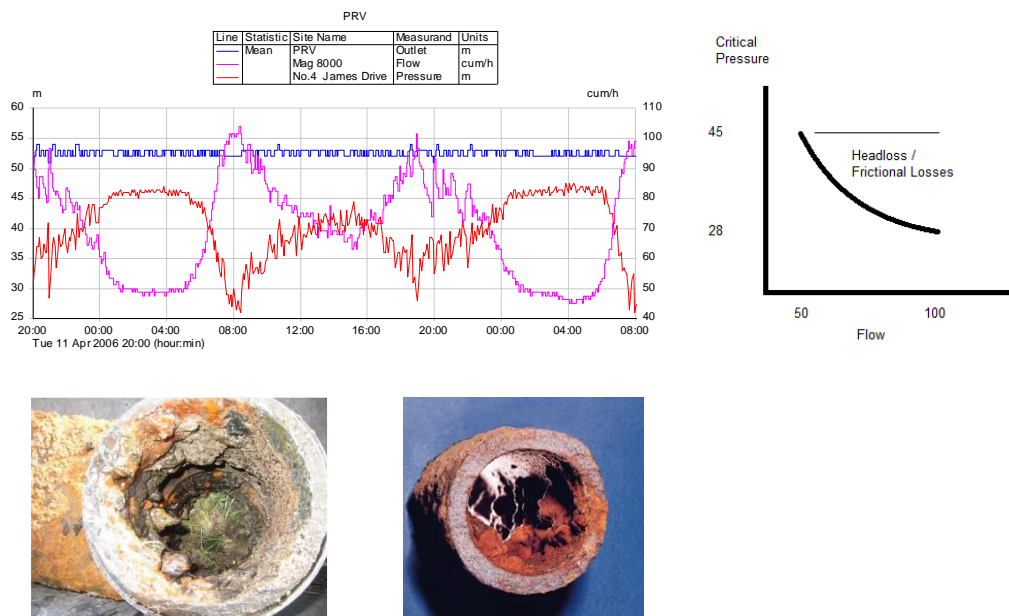 PRV
Line Statistic Site Name Measurand Units
Mean PRV Outlet m
Mag 8000 Flow cum/h
No.4 James Drive Pressure m
m cum/h
60 110
55 100
50 90
45 80
40 70
35 60
30 50
25 40
20:00 00:00 04:00 08:00 12:00 16:00 20:00 00:00 04:00 08:00
Tue 11 Apr 2006 20:00 (hour:min)
Critical
Pressure
45
Headloss /
Frictional Losses
28
50 100
Flow